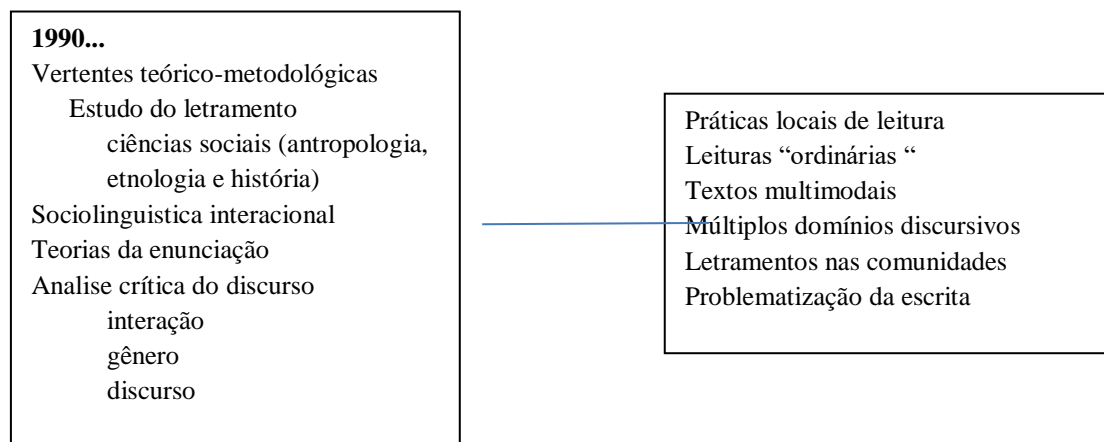 1990...
Vertentes teórico-metodológicas
Estudo do letramento
ciências sociais (antropologia,
etnologia e história)
Sociolinguistica interacional
Teorias da enunciação
Analise crítica do discurso
interação
gênero
discurso
Práticas locais de leitura
Leituras “ordinárias “
Textos multimodais
Múltiplos domínios discursivos
Letramentos nas comunidades
Problematização da escrita